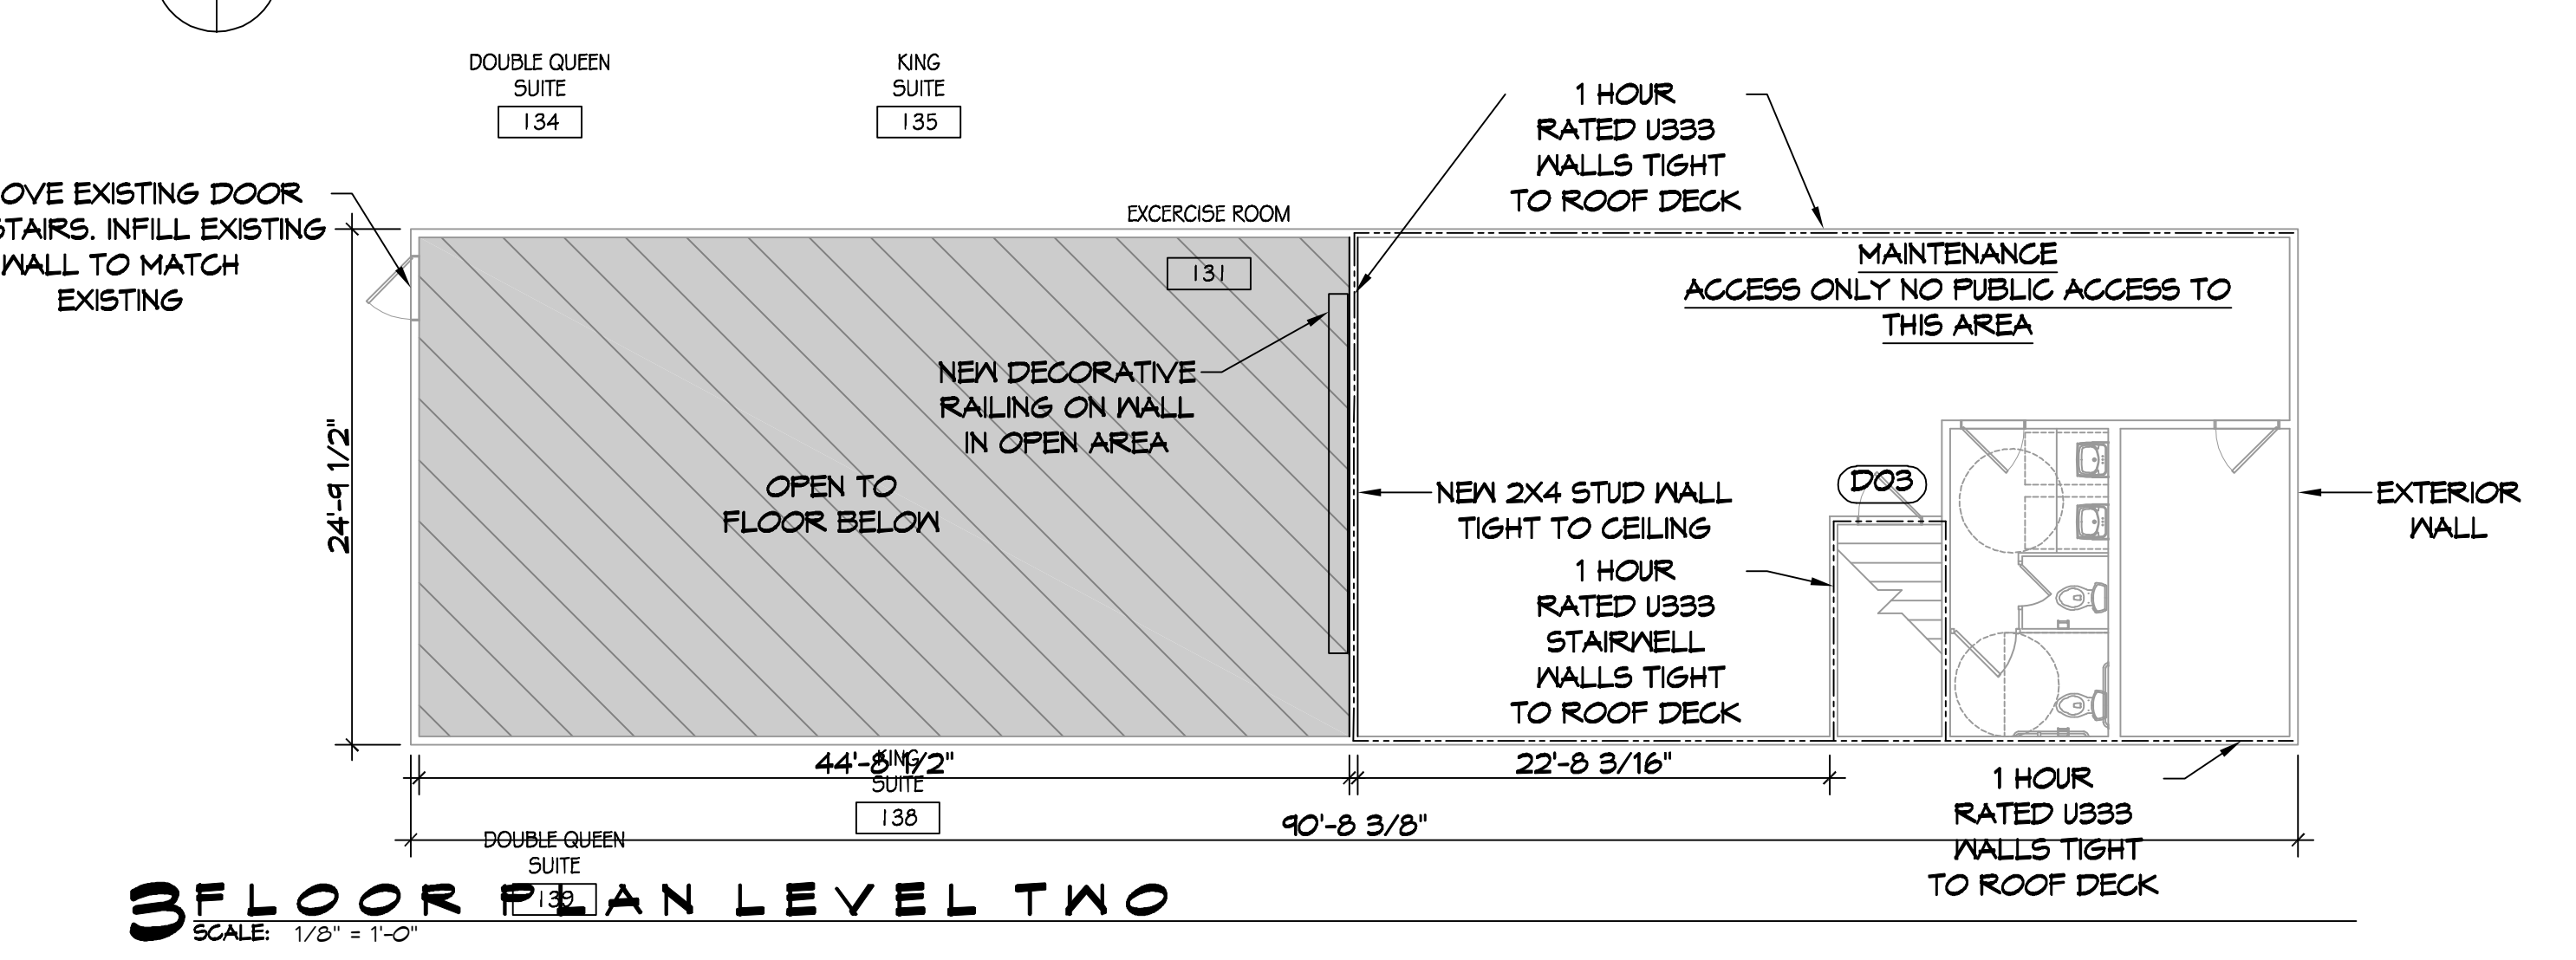 DOUBLE QUEEN
SUITE
134
KING
SUITE
135
1 HOUR
RATED U333
WALLS TIGHT
TO ROOF DECK
EXISTING DOOR
INFILL EXISTING
WALL TO MATCH
EXISTING
EXCERCISE ROOM
131
MAINTENANCE
ACCESS ONLY NO PUBLIC ACCESS TO
THIS AREA
NEW DECORATIVE
RAILING ON WALL
IN OPEN AREA
24'-9 1/2"
OPEN TO
FLOOR BELOW
NEW 2X4 STUD WALL
TIGHT TO CEILING
D03
EXTERIOR
WALL
1 HOUR
RATED U333
STAIRWELL
WALLS TIGHT
TO ROOF DECK
44'-8 1/2"
KING
SUITE
138
22'-8 3/16"
90'-8 3/8"
1 HOUR
RATED U333
WALLS TIGHT
TO ROOF DECK
DOUBLE QUEEN
SUITE
139
3 FLOOR PLAN LEVEL TWO
SCALE: 1/8" = 1'-0"